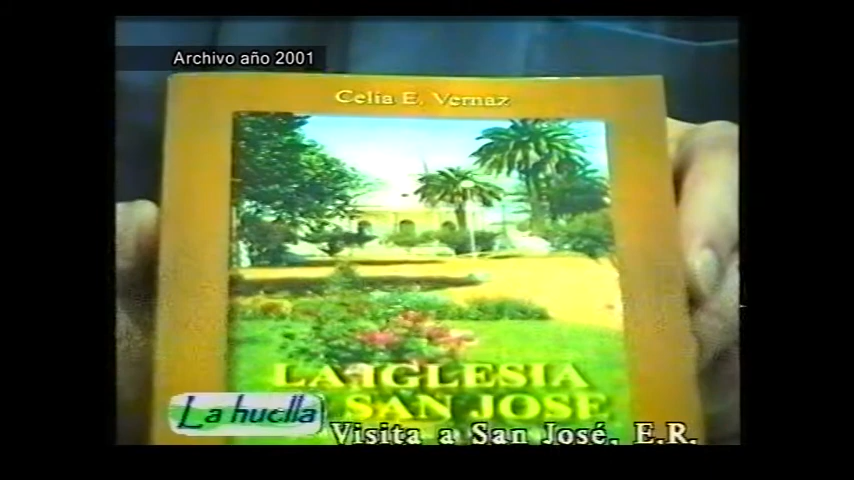 Archivo año 2001
Celia E. Vernaz
LA IGLESIA
SAN JOSE
La huella
Visita a San José, E.R.